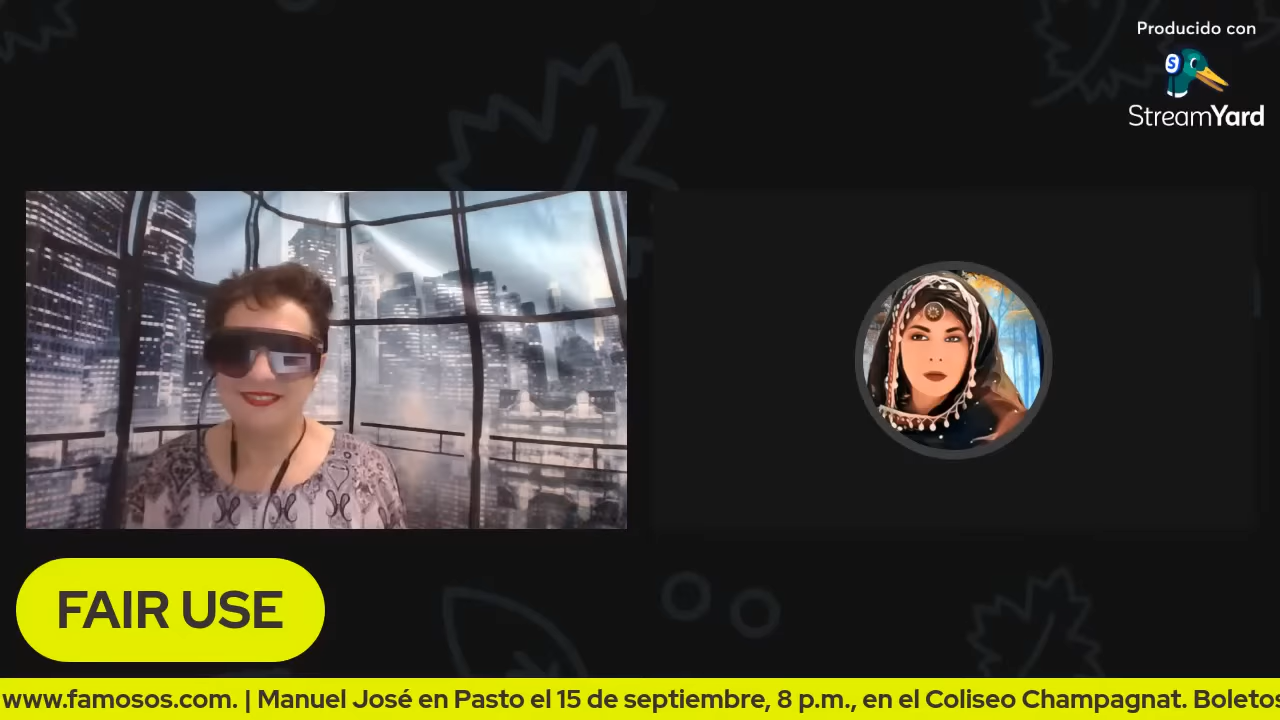 Producido con
S
StreamYard
FAIR USE
www.famosos.com. | Manuel José en Pasto el 15 de septiembre, 8 p.m., en el Coliseo Champagnat. Boletos